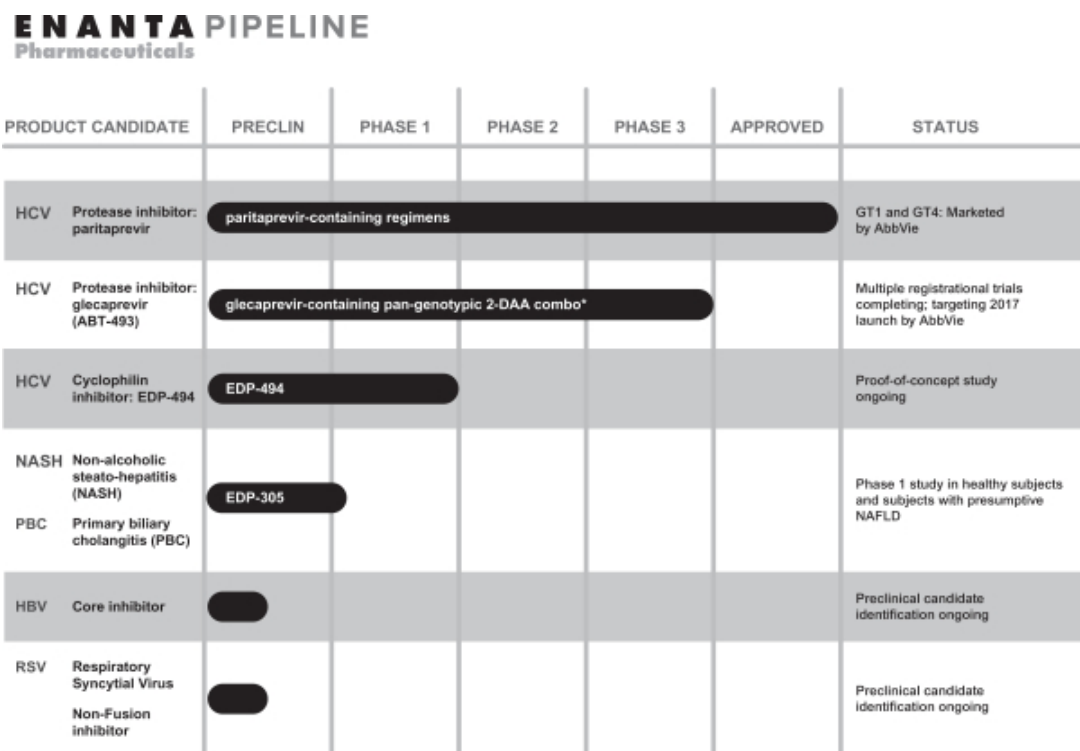 ENANTA PIPELINE
Pharmaceuticals
PRODUCT CANDIDATE PRECLIN PHASE 1 PHASE 2 PHASE 3 APPROVED STATUS
HCV Protease inhibitor:
paritaprevir
paritaprevir-containing regimens
GT1 and GT4: Marketed
by AbbVie
HCV Protease inhibitor:
glecaprevir
(ABT-493)
glecaprevir-containing pan-genotypic 2-DAA combo*
Multiple registrational trials
completing; targeting 2017
launch by AbbVie
HCV Cyclophilin
inhibitor: EDP-494
EDP-494
Proof-of-concept study
ongoing
NASH Non-alcoholic
steato-hepatitis
(NASH)
PBC Primary biliary
cholangitis (PBC)
EDP-305
Phase 1 study in healthy subjects
and subjects with presumptive
NAFLD
HBV Core inhibitor
Preclinical candidate
identification ongoing
RSV Respiratory
Syncytial Virus
Non-Fusion
inhibitor
Preclinical candidate
identification ongoing